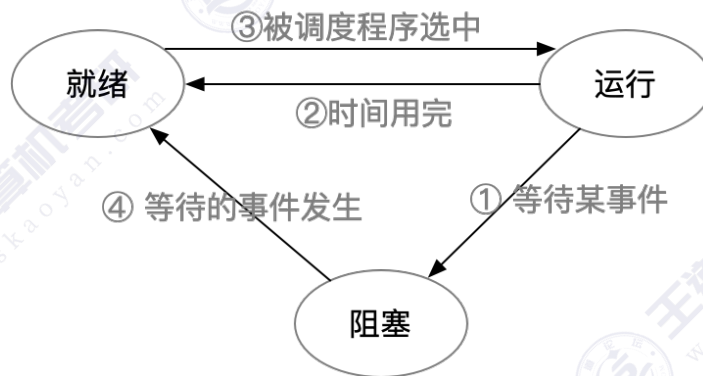 ③被调度程序选中
就绪
运行
②时间用完
④ 等待的事件发生
① 等待某事件
阻塞